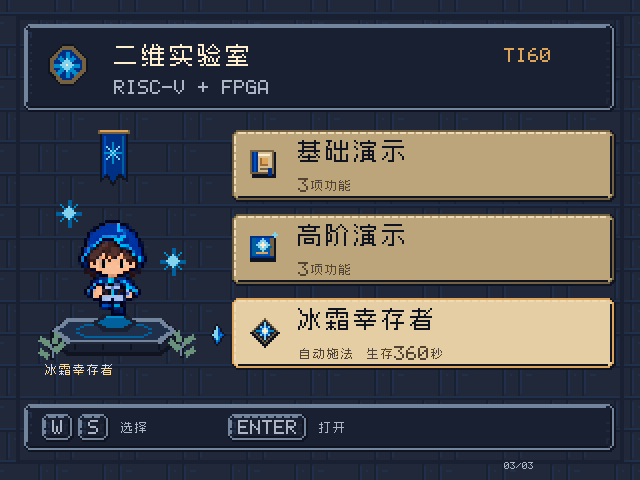 二维实验室
TI60
RISC-V + FPGA
基础演示
3项功能
高阶演示
3项功能
冰霜幸存者
自动施法 生存360秒
冰霜幸存者
W S 选择 ENTER 打开
03/03